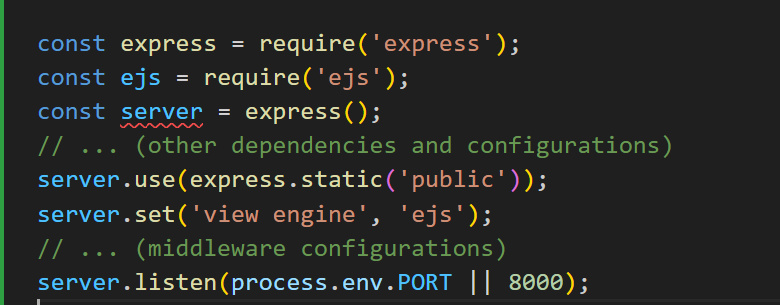 const express = require('express');
const ejs = require('ejs');
const server = express();
// ... (other dependencies and configurations)
server.use(express.static('public'));
server.set('view engine', 'ejs');
// ... (middleware configurations)
server.listen(process.env.PORT || 8000);